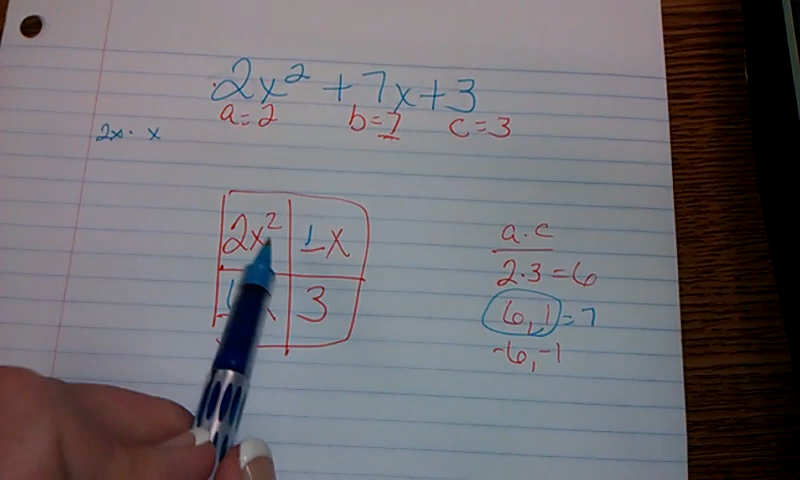 2x² + 7x + 3
a = 2 b = 7 c = 3
2x · x
2x² 1x
3
a · c
2 · 3 = 6
6, 1 = 7
-6, -1